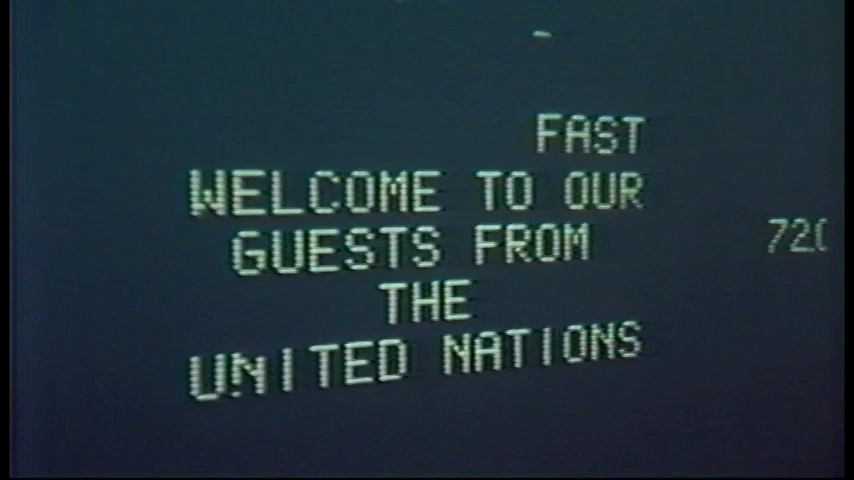 FAST
WELCOME TO OUR
GUESTS FROM
THE
UNITED NATIONS